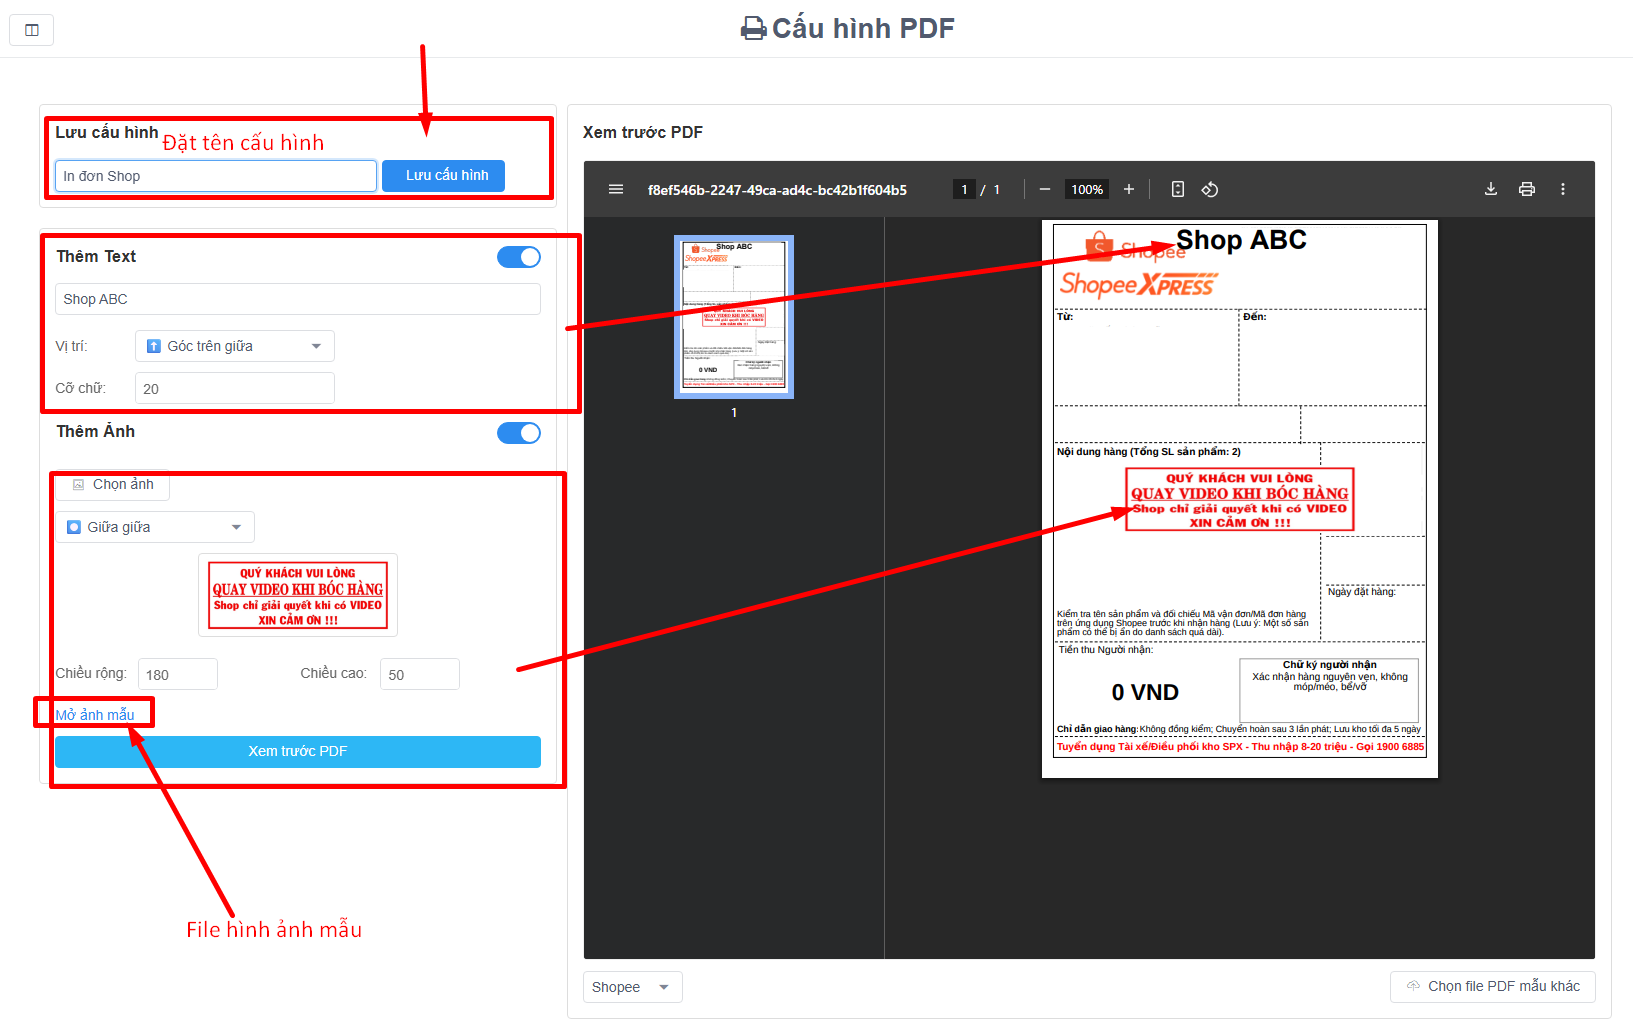 Cấu hình PDF
Lưu cấu hình
Đặt tên cấu hình
In đơn Shop
Lưu cấu hình
Thêm Text
Shop ABC
Vị trí:
Góc trên giữa
Cỡ chữ:
20
Thêm Ảnh
Chọn ảnh
Giữa giữa
QUÝ KHÁCH VUI LÒNG
QUAY VIDEO KHI BÓC HÀNG
Shop chỉ giải quyết khi có VIDEO
XIN CẢM ƠN !!!
Chiều rộng:
180
Chiều cao:
50
Mở ảnh mẫu
Xem trước PDF
File hình ảnh mẫu
Xem trước PDF
f8ef546b-2247-49ca-ad4c-bc42b1f604b5
1 / 1
100%
1
Shopee
Shop ABC
Shopee XPRESS
Từ:
Đến:
Nội dung hàng (Tổng SL sản phẩm: 2)
QUÝ KHÁCH VUI LÒNG
QUAY VIDEO KHI BÓC HÀNG
Shop chỉ giải quyết khi có VIDEO
XIN CẢM ƠN !!!
Ngày đặt hàng:
Kiểm tra tên sản phẩm và đối chiếu Mã vận đơn/Mã đơn hàng
trên ứng dụng Shopee trước khi nhận hàng (Lưu ý: Một số sản
phẩm có thể bị ẩn do danh sách quá dài).
Tiền thu Người nhận:
0 VND
Chữ ký người nhận
Xác nhận hàng nguyên vẹn, không
móp/méo, bể/vỡ
Chỉ dẫn giao hàng: Không đồng kiểm; Chuyển hoàn sau 3 lần phát; Lưu kho tối đa 5 ngày
Tuyển dụng Tài xế/Điều phối kho SPX - Thu nhập 8-20 triệu - Gọi 1900 6885
Shopee
Chọn file PDF mẫu khác